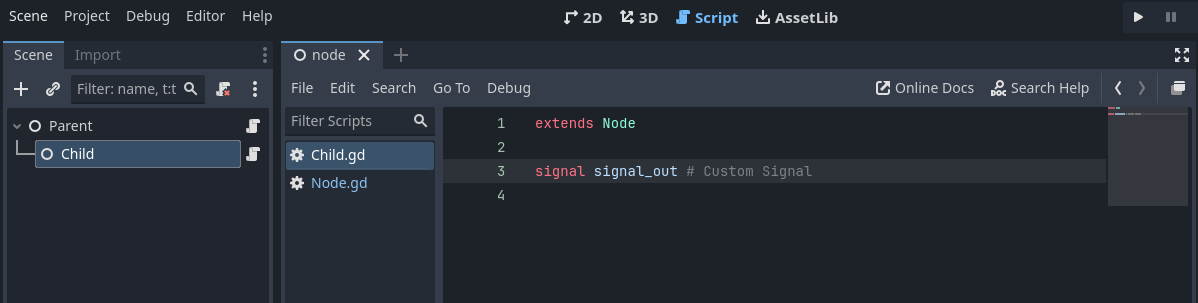 Scene Project Debug Editor Help 2D 3D Script AssetLib
Scene Import node
Filter: name, t:t File Edit Search Go To Debug Online Docs Search Help
Parent Filter Scripts 1 extends Node
2
Child Child.gd 3 signal signal_out # Custom Signal
Node.gd 4